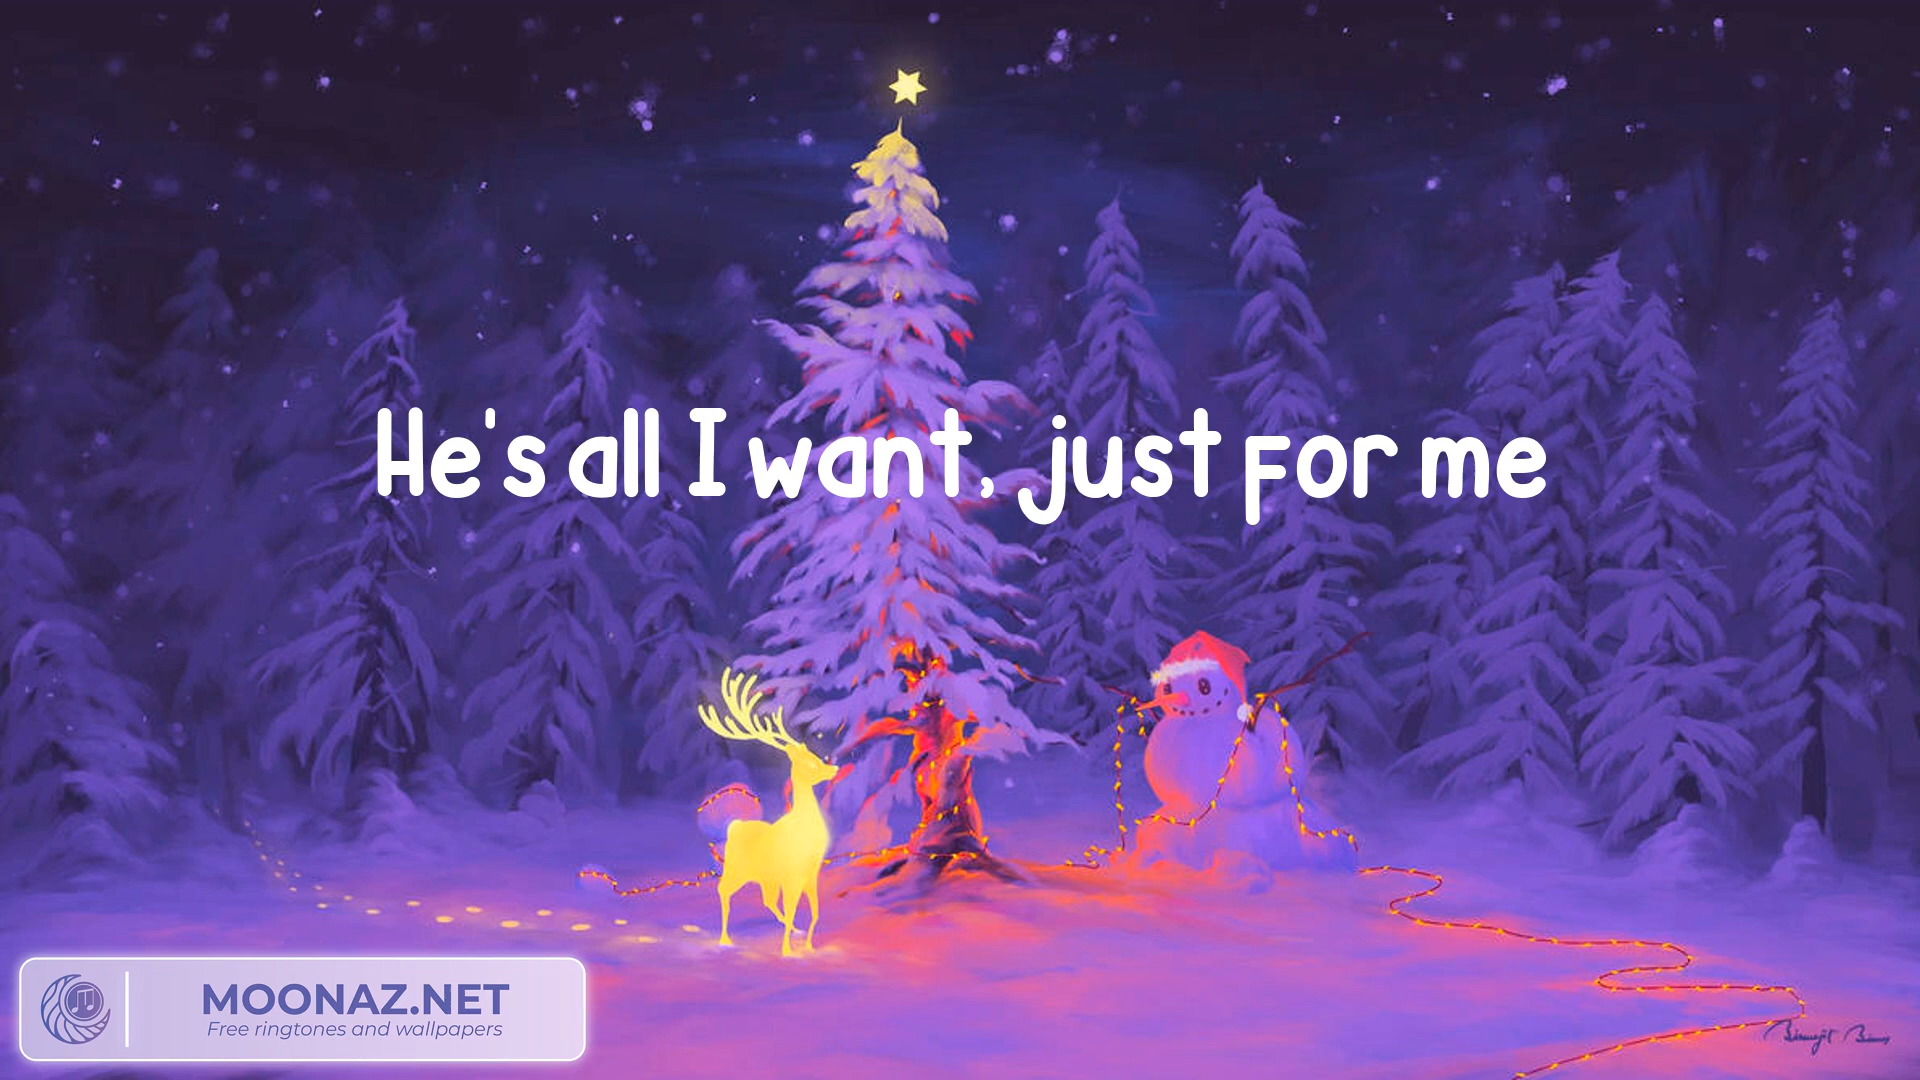 He's all I want, just for me
MOONAZ.NET
Free ringtones and wallpapers